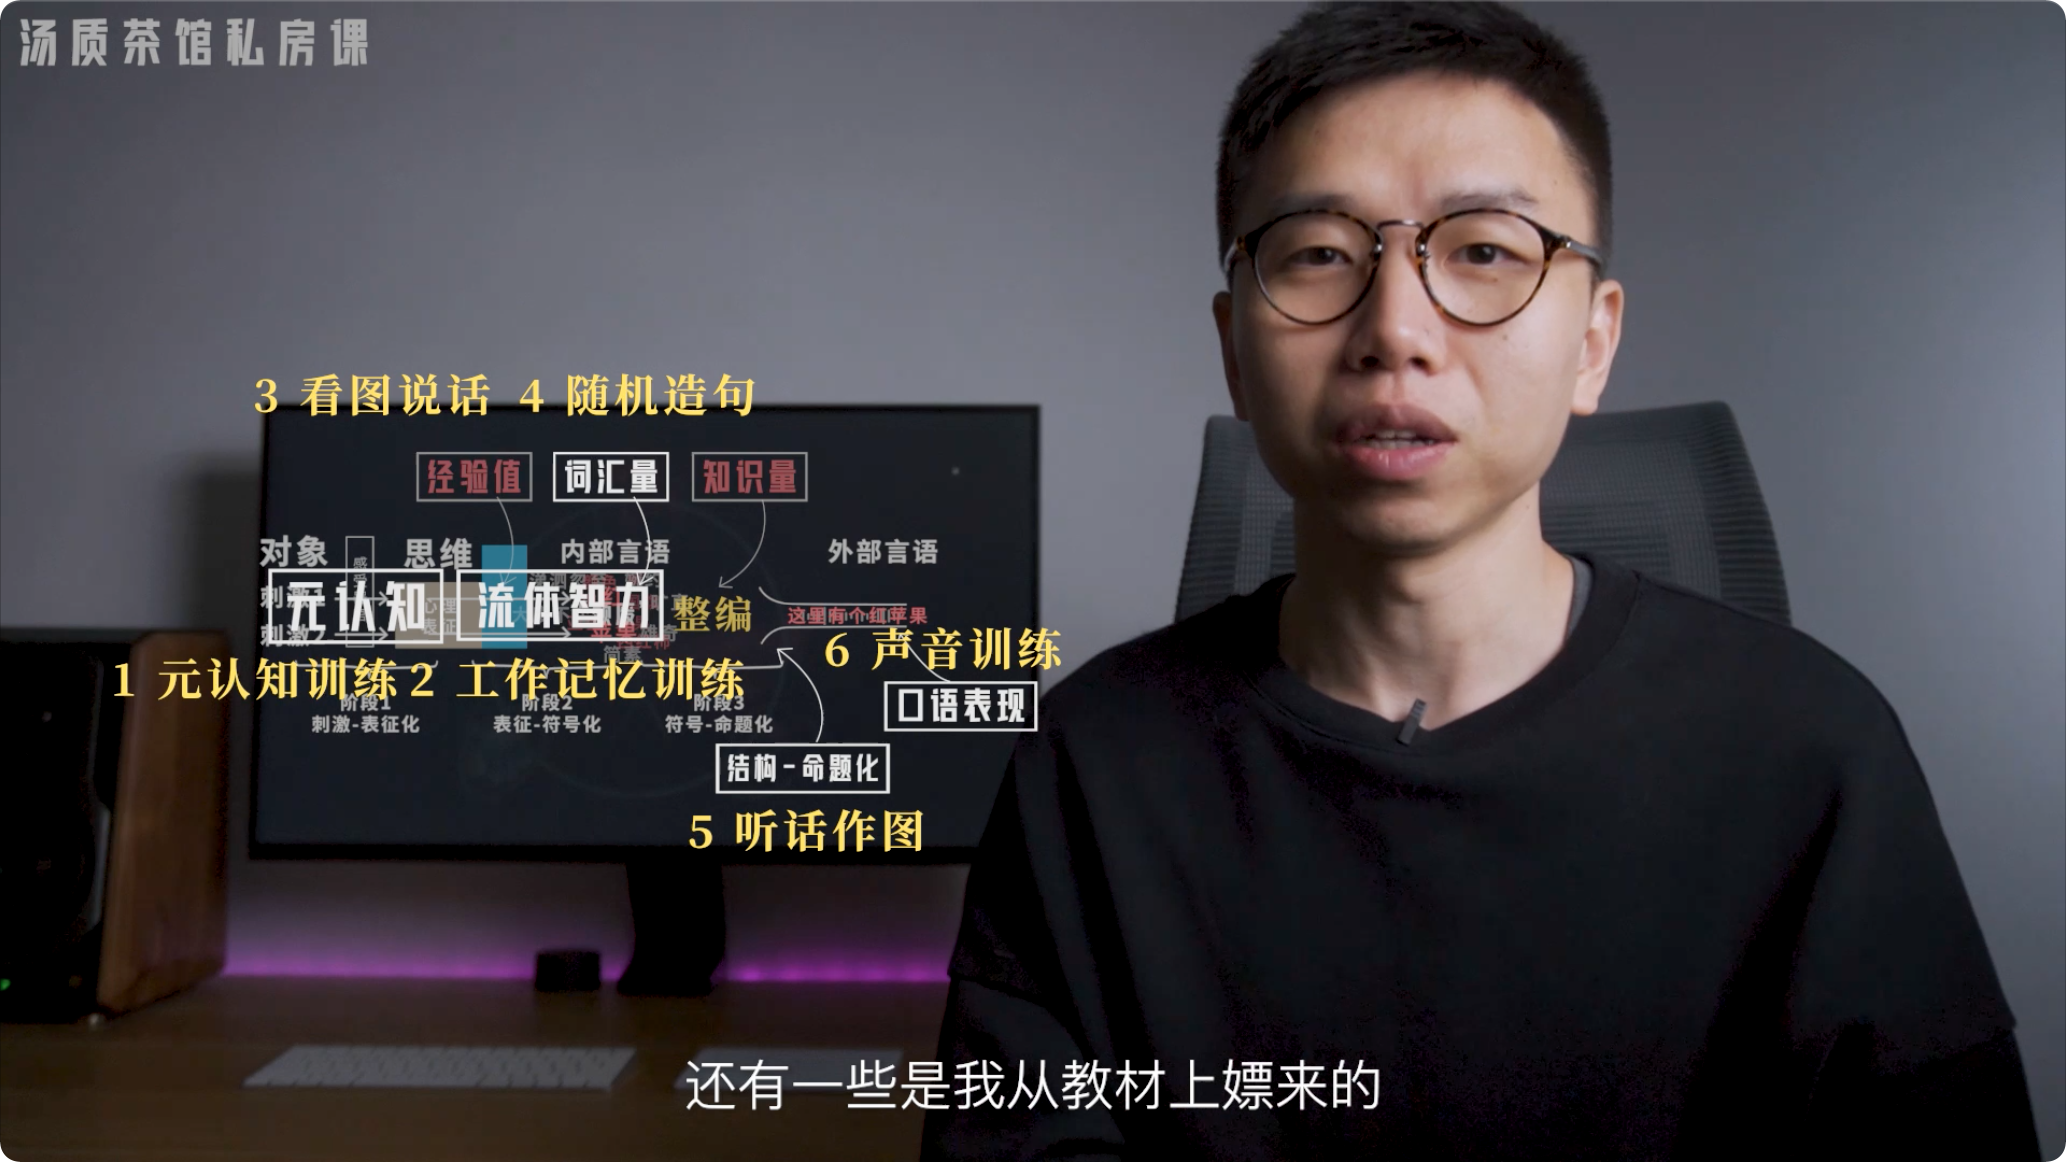 汤质茶馆私房课
3 看图说话 4 随机造句
经验值 词汇量 知识量
对象 思维 内部言语 外部言语
元认知 流体智力 整编 这里有个红苹果
1 元认知训练 2 工作记忆训练 6 声音训练
阶段1 阶段2 阶段3 口语表现
刺激-表征化 表征-符号化 符号-命题化
结构-命题化
5 听话作图
还有一些是我从教材上嫖来的